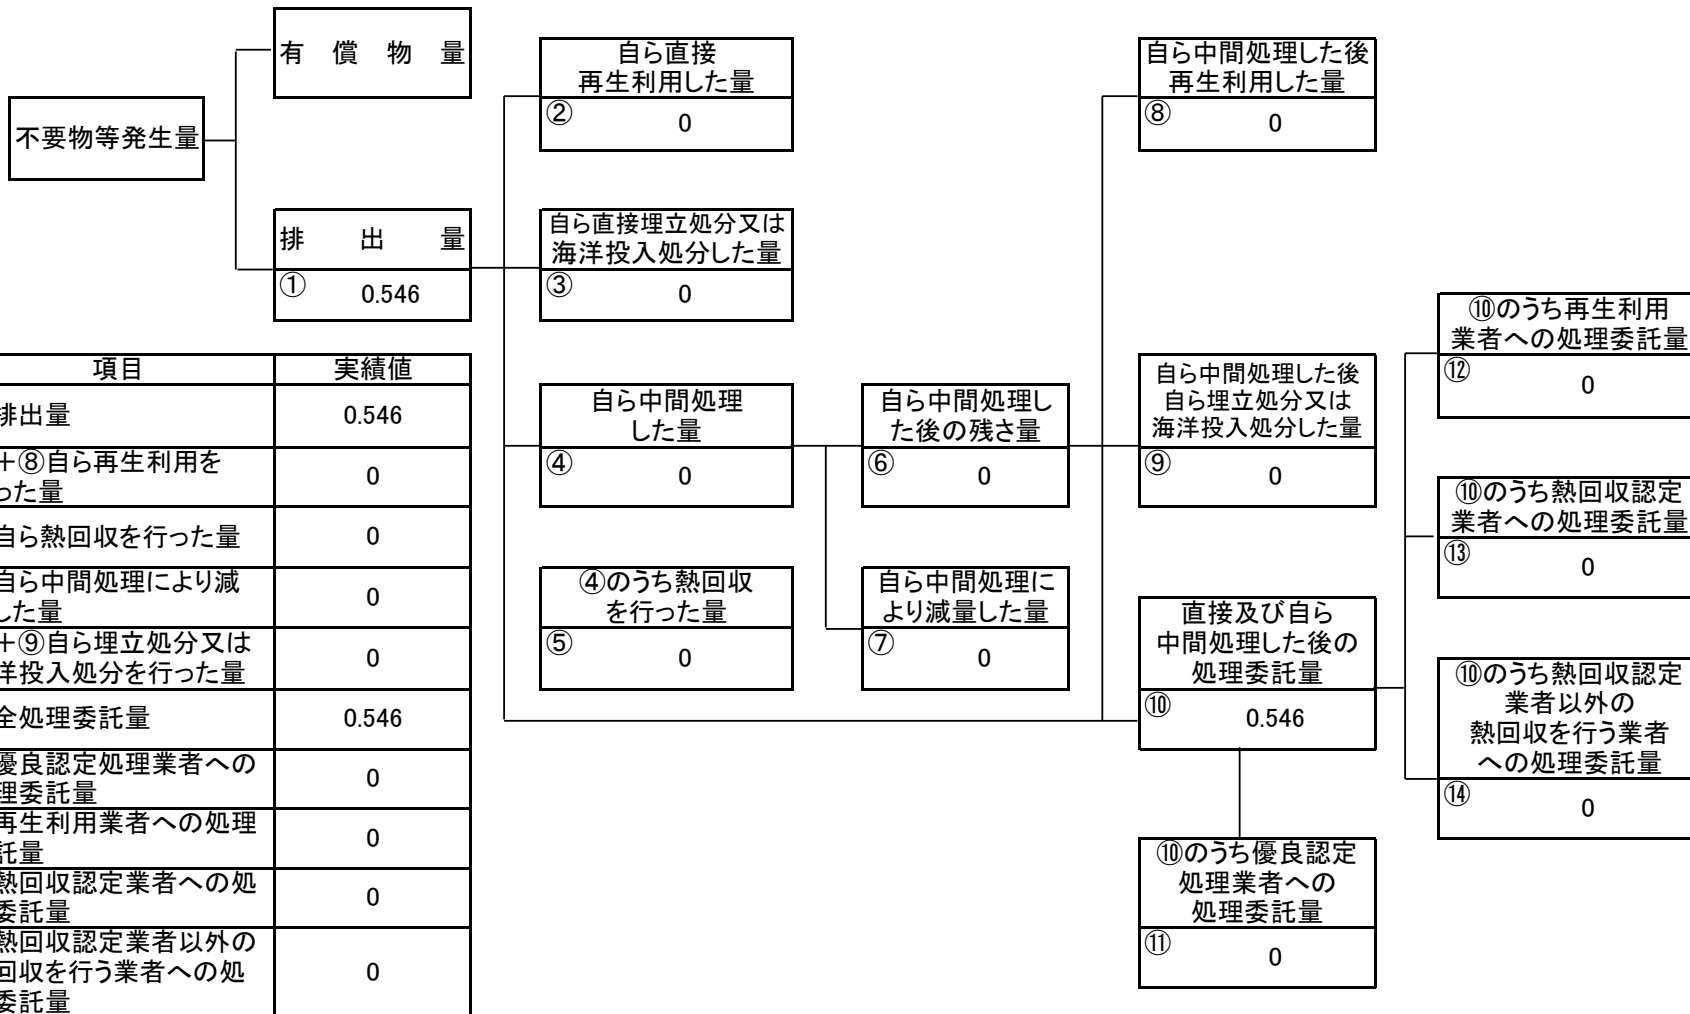 有償物量
不要物等発生量
排出量
① 0.546
自ら直接
再生利用した量
② 0
自ら直接埋立処分又は
海洋投入処分した量
③ 0
自ら中間処理
した量
④ 0
④のうち熱回収
を行った量
⑤ 0
自ら中間処理し
た後の残さ量
⑥ 0
自ら中間処理に
より減量した量
⑦ 0
自ら中間処理した後
再生利用した量
⑧ 0
自ら中間処理した後
自ら埋立処分又は
海洋投入処分した量
⑨ 0
直接及び自ら
中間処理した後の
処理委託量
⑩ 0.546
⑩のうち優良認定
処理業者への
処理委託量
⑪ 0
⑩のうち再生利用
業者への処理委託量
⑫ 0
⑩のうち熱回収認定
業者への処理委託量
⑬ 0
⑩のうち熱回収認定
業者以外の
熱回収を行う業者
への処理委託量
⑭ 0
項目 実績値
排出量 0.546
+⑧自ら再生利用を
った量 0
自ら熱回収を行った量 0
自ら中間処理により減
した量 0
+⑨自ら埋立処分又は
洋投入処分を行った量 0
全処理委託量 0.546
優良認定処理業者への
理委託量 0
再生利用業者への処理
託量 0
熱回収認定業者への処
委託量 0
熱回収認定業者以外の
回収を行う業者への処
委託量 0